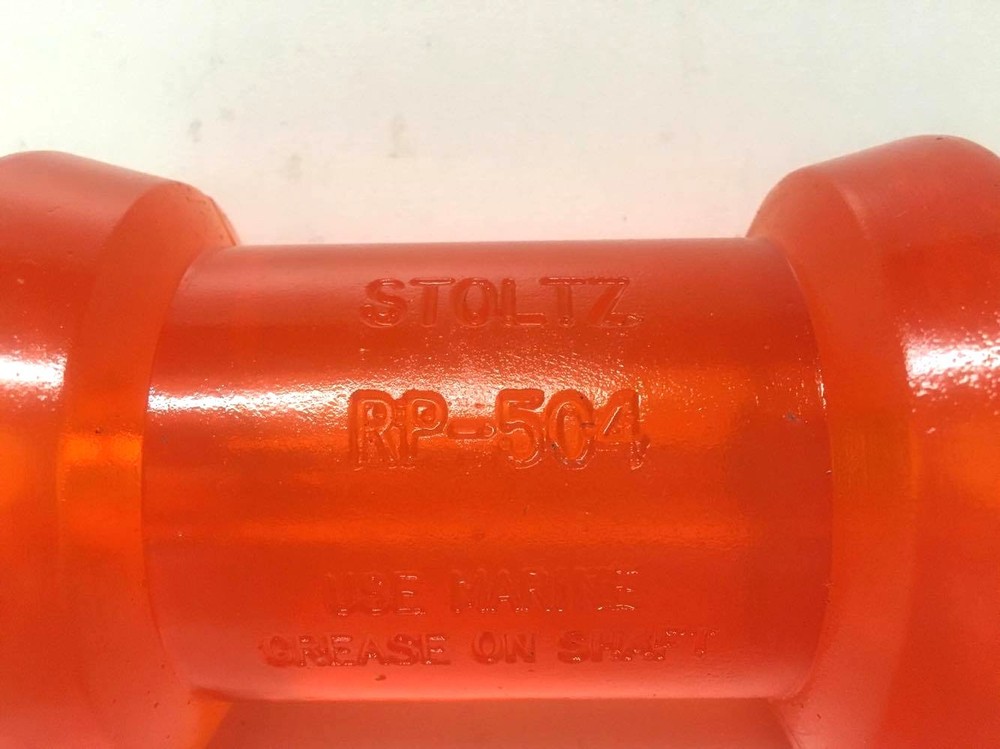 STOLTZ
RP-504
USE MARINE
GREASE ON SHAFT